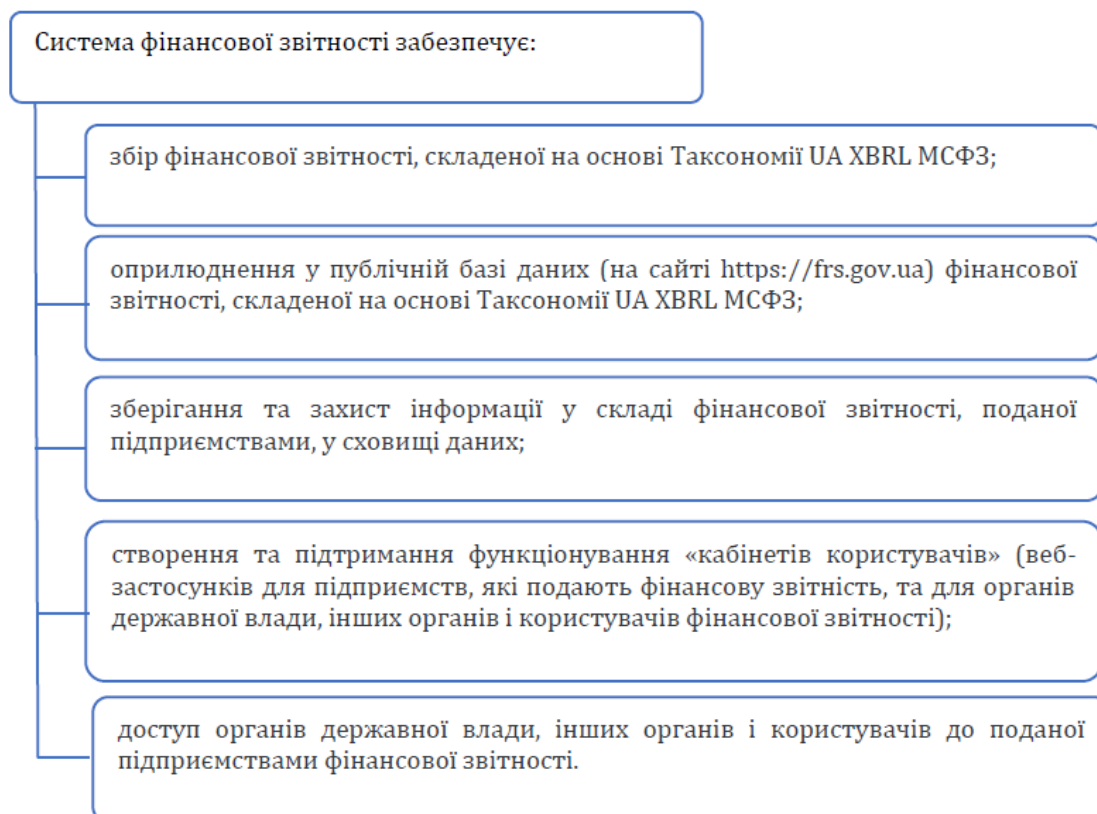 Система фінансової звітності забезпечує:
збір фінансової звітності, складеної на основі Таксономії UA XBRL МСФЗ;
оприлюднення у публічній базі даних (на сайті https://frs.gov.ua) фінансової
звітності, складеної на основі Таксономії UA XBRL МСФЗ;
зберігання та захист інформації у складі фінансової звітності, поданої
підприємствами, у сховищі даних;
створення та підтримання функціонування «кабінетів користувачів» (веб-
застосунків для підприємств, які подають фінансову звітність, та для органів
державної влади, інших органів і користувачів фінансової звітності);
доступ органів державної влади, інших органів і користувачів до поданої
підприємствами фінансової звітності.